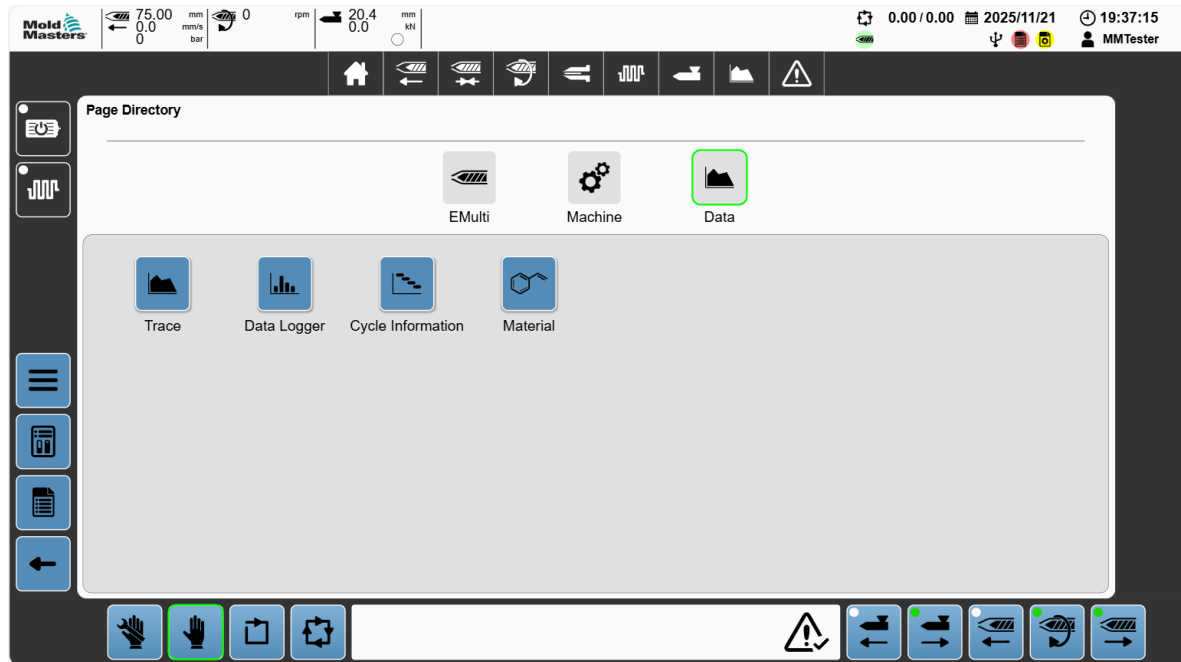 Mold
Masters
75.00 mm
0.0 mm/s
0 bar
0 rpm
20.4 mm
0.0 kN
0.00 / 0.00
2025/11/21
19:37:15
MMTester
Page Directory
EMulti
Machine
Data
Trace
Data Logger
Cycle Information
Material